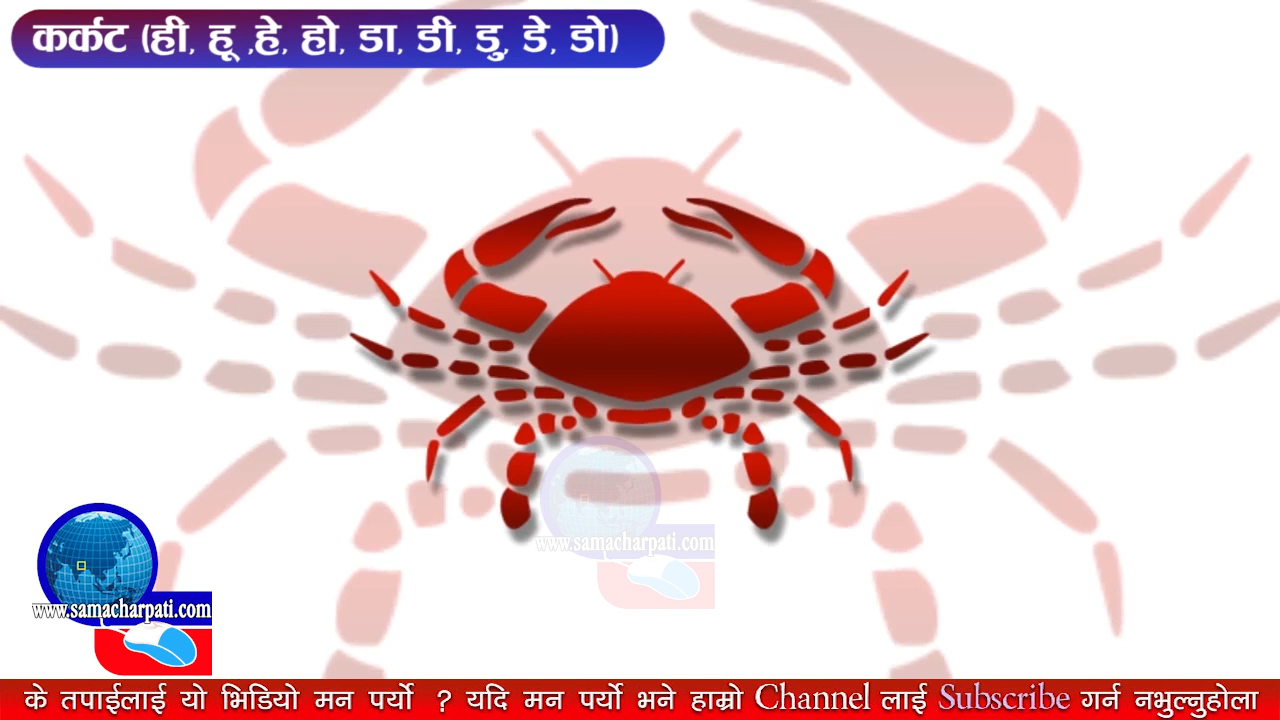 कर्कट (ही, हू ,हे, हो, डा, डी, डु, डे, डो)
www.samacharpati.com
www.samacharpati.com
के तपाईलाई यो भिडियो मन पर्यो ? यदि मन पर्यो भने हाम्रो Channel लाई Subscribe गर्न नभुल्नुहोला